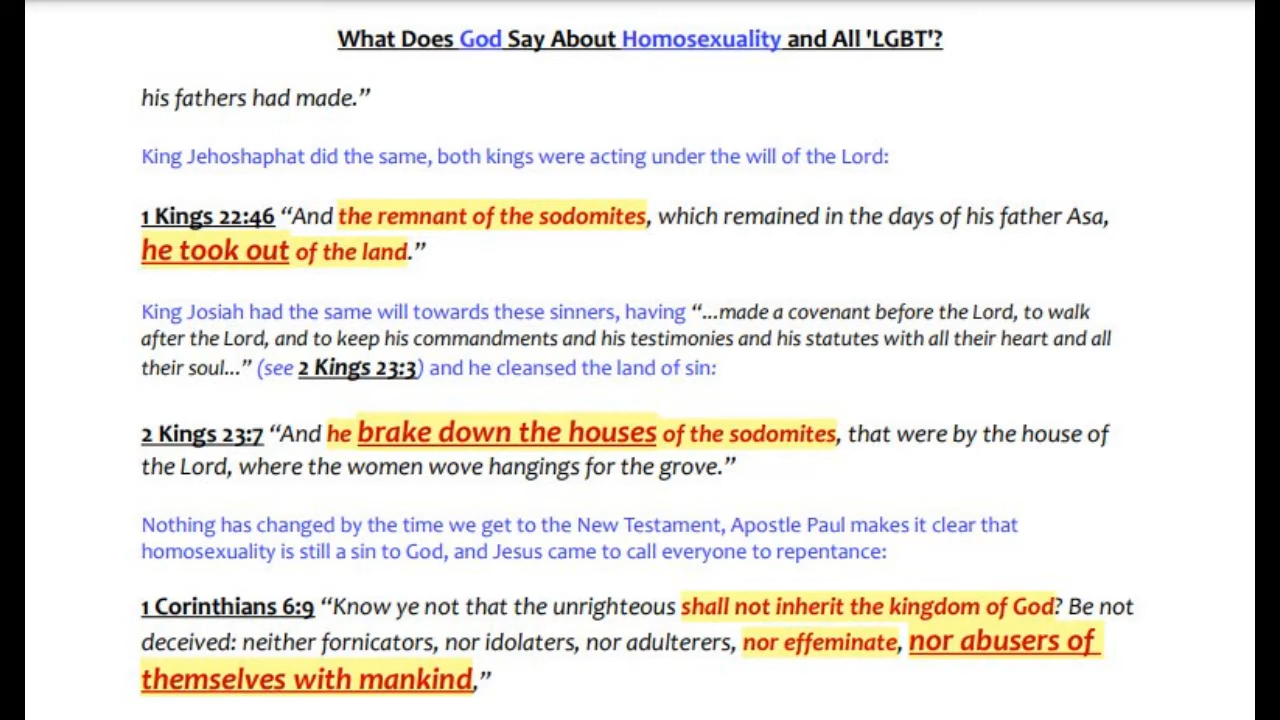 What Does God Say About Homosexuality and All 'LGBT'?
his fathers had made.”
King Jehoshaphat did the same, both kings were acting under the will of the Lord:
1 Kings 22:46 “And the remnant of the sodomites, which remained in the days of his father Asa,
he took out of the land.”
King Josiah had the same will towards these sinners, having “...made a covenant before the Lord, to walk
after the Lord, and to keep his commandments and his testimonies and his statutes with all their heart and all
their soul...” (see 2 Kings 23:3) and he cleansed the land of sin:
2 Kings 23:7 “And he brake down the houses of the sodomites, that were by the house of
the Lord, where the women wove hangings for the grove.”
Nothing has changed by the time we get to the New Testament, Apostle Paul makes it clear that
homosexuality is still a sin to God, and Jesus came to call everyone to repentance:
1 Corinthians 6:9 “Know ye not that the unrighteous shall not inherit the kingdom of God? Be not
deceived: neither fornicators, nor idolaters, nor adulterers, nor effeminate, nor abusers of
themselves with mankind,”